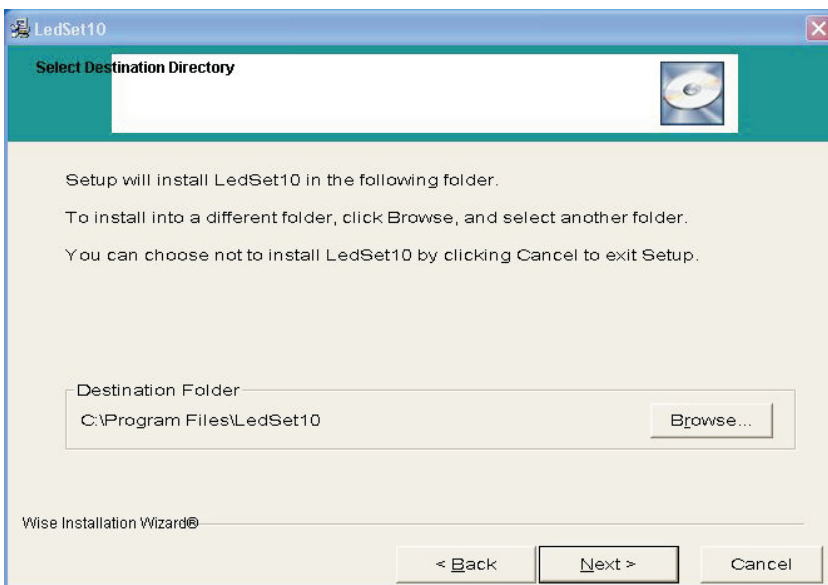 LedSet10
Select Destination Directory
Setup will install LedSet10 in the following folder.
To install into a different folder, click Browse, and select another folder.
You can choose not to install LedSet10 by clicking Cancel to exit Setup.
Destination Folder
C:\Program Files\LedSet10
Browse...
Wise Installation Wizard®
< Back
Next >
Cancel